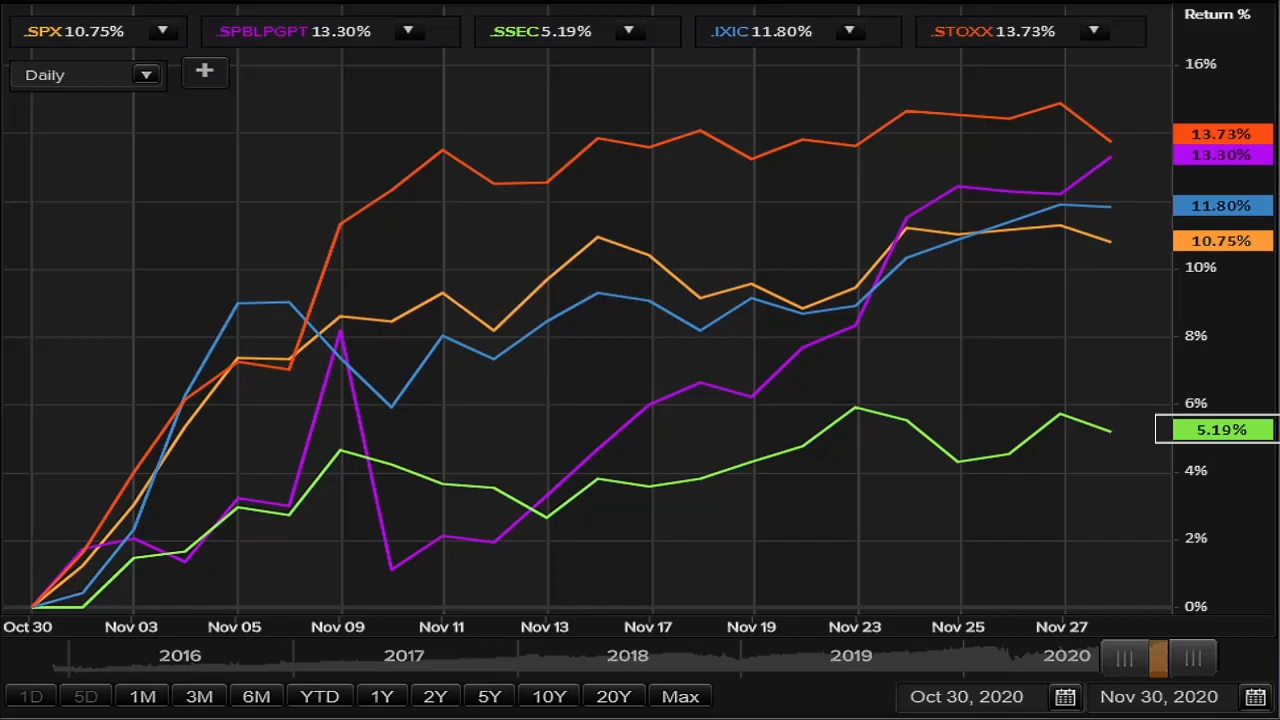 .SPX 10.75% .SPBLPGPT 13.30% .SSEC 5.19% .IXIC 11.80% .STOXX 13.73% Return %
Daily +
16%
13.73%
13.30%
11.80%
10.75%
10%
8%
6%
5.19%
4%
2%
0%
Oct 30 Nov 03 Nov 05 Nov 09 Nov 11 Nov 13 Nov 17 Nov 19 Nov 23 Nov 25 Nov 27
2016 2017 2018 2019 2020
1D 5D 1M 3M 6M YTD 1Y 2Y 5Y 10Y 20Y Max Oct 30, 2020 Nov 30, 2020